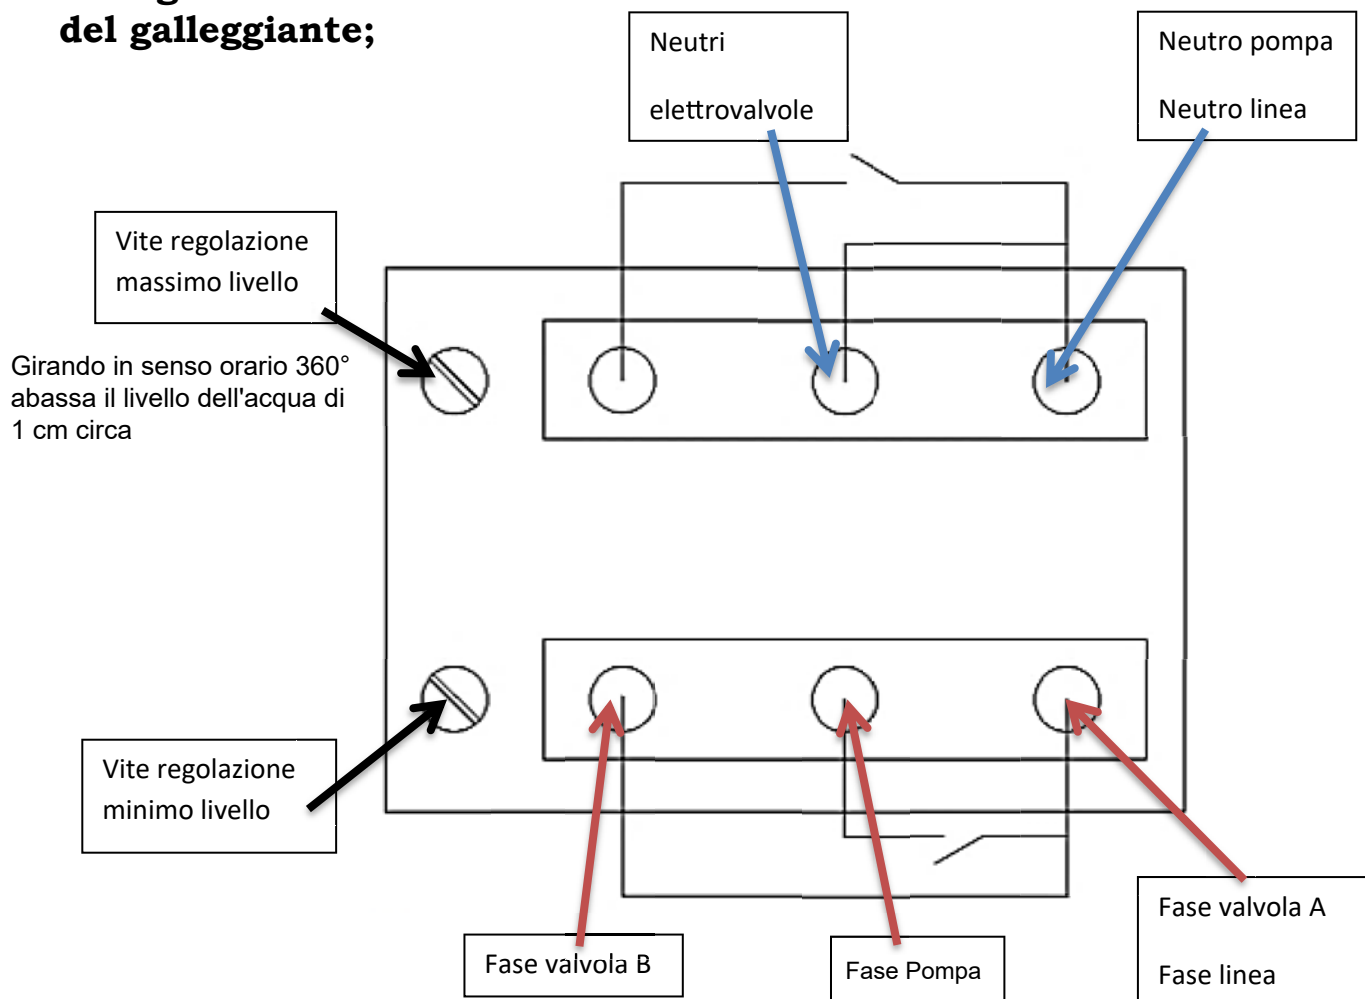 del galleggiante;
Neutri
elettrovalvole
Neutro pompa
Neutro linea
Vite regolazione
massimo livello
Girando in senso orario 360°
abassa il livello dell'acqua di
1 cm circa
Vite regolazione
minimo livello
Fase valvola B
Fase Pompa
Fase valvola A
Fase linea